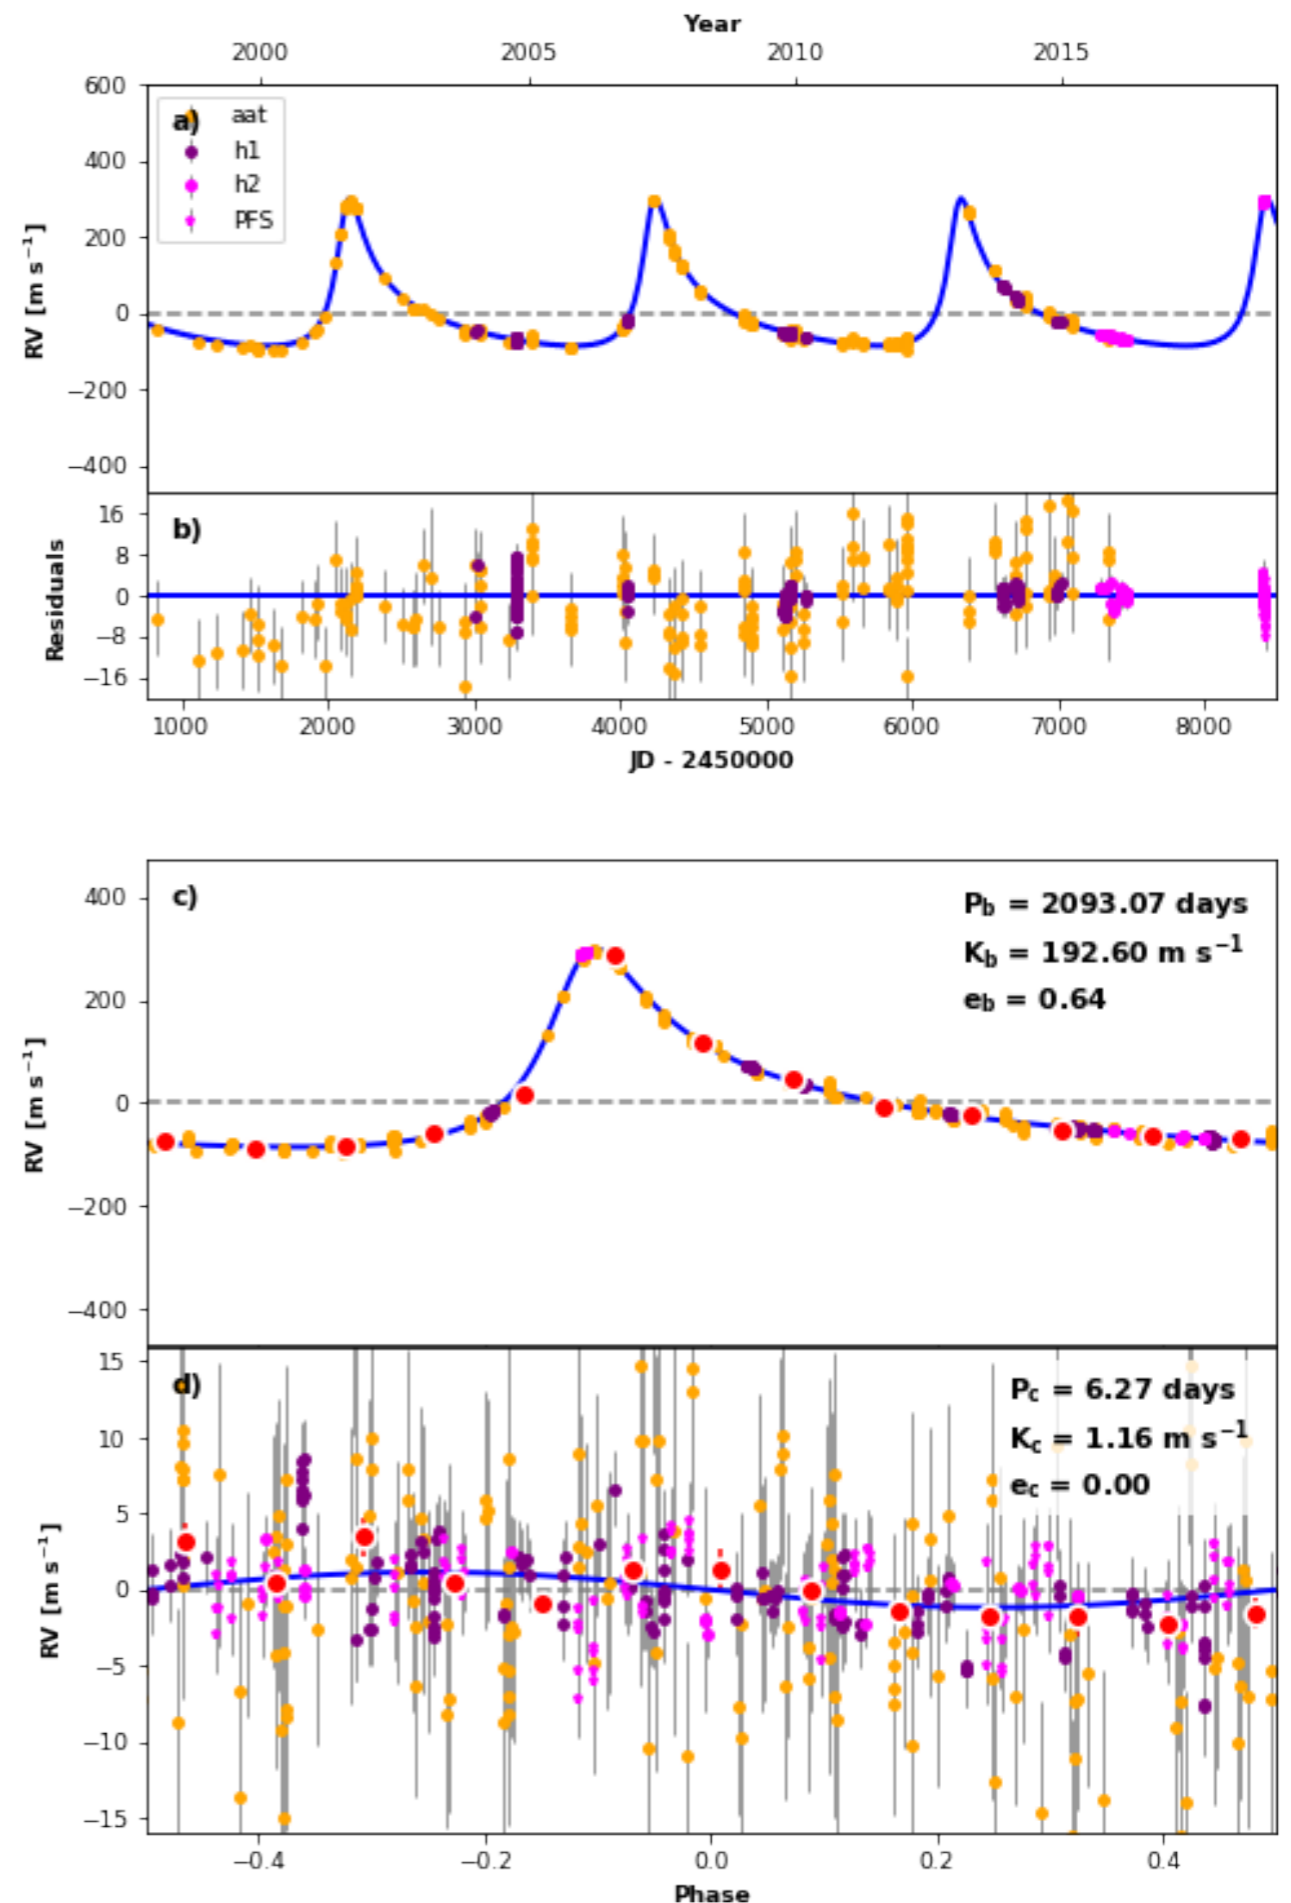 Year
2000 2005 2010 2015
600
400
200
0
−200
−400
RV [m s⁻¹]
a)
aat
h1
h2
PFS
b)
16
8
0
−8
−16
Residuals
1000 2000 3000 4000 5000 6000 7000 8000
JD - 2450000
c)
400
200
0
−200
−400
RV [m s⁻¹]
P_b = 2093.07 days
K_b = 192.60 m s⁻¹
e_b = 0.64
d)
15
10
5
0
−5
−10
−15
RV [m s⁻¹]
P_c = 6.27 days
K_c = 1.16 m s⁻¹
e_c = 0.00
−0.4 −0.2 0.0 0.2 0.4
Phase